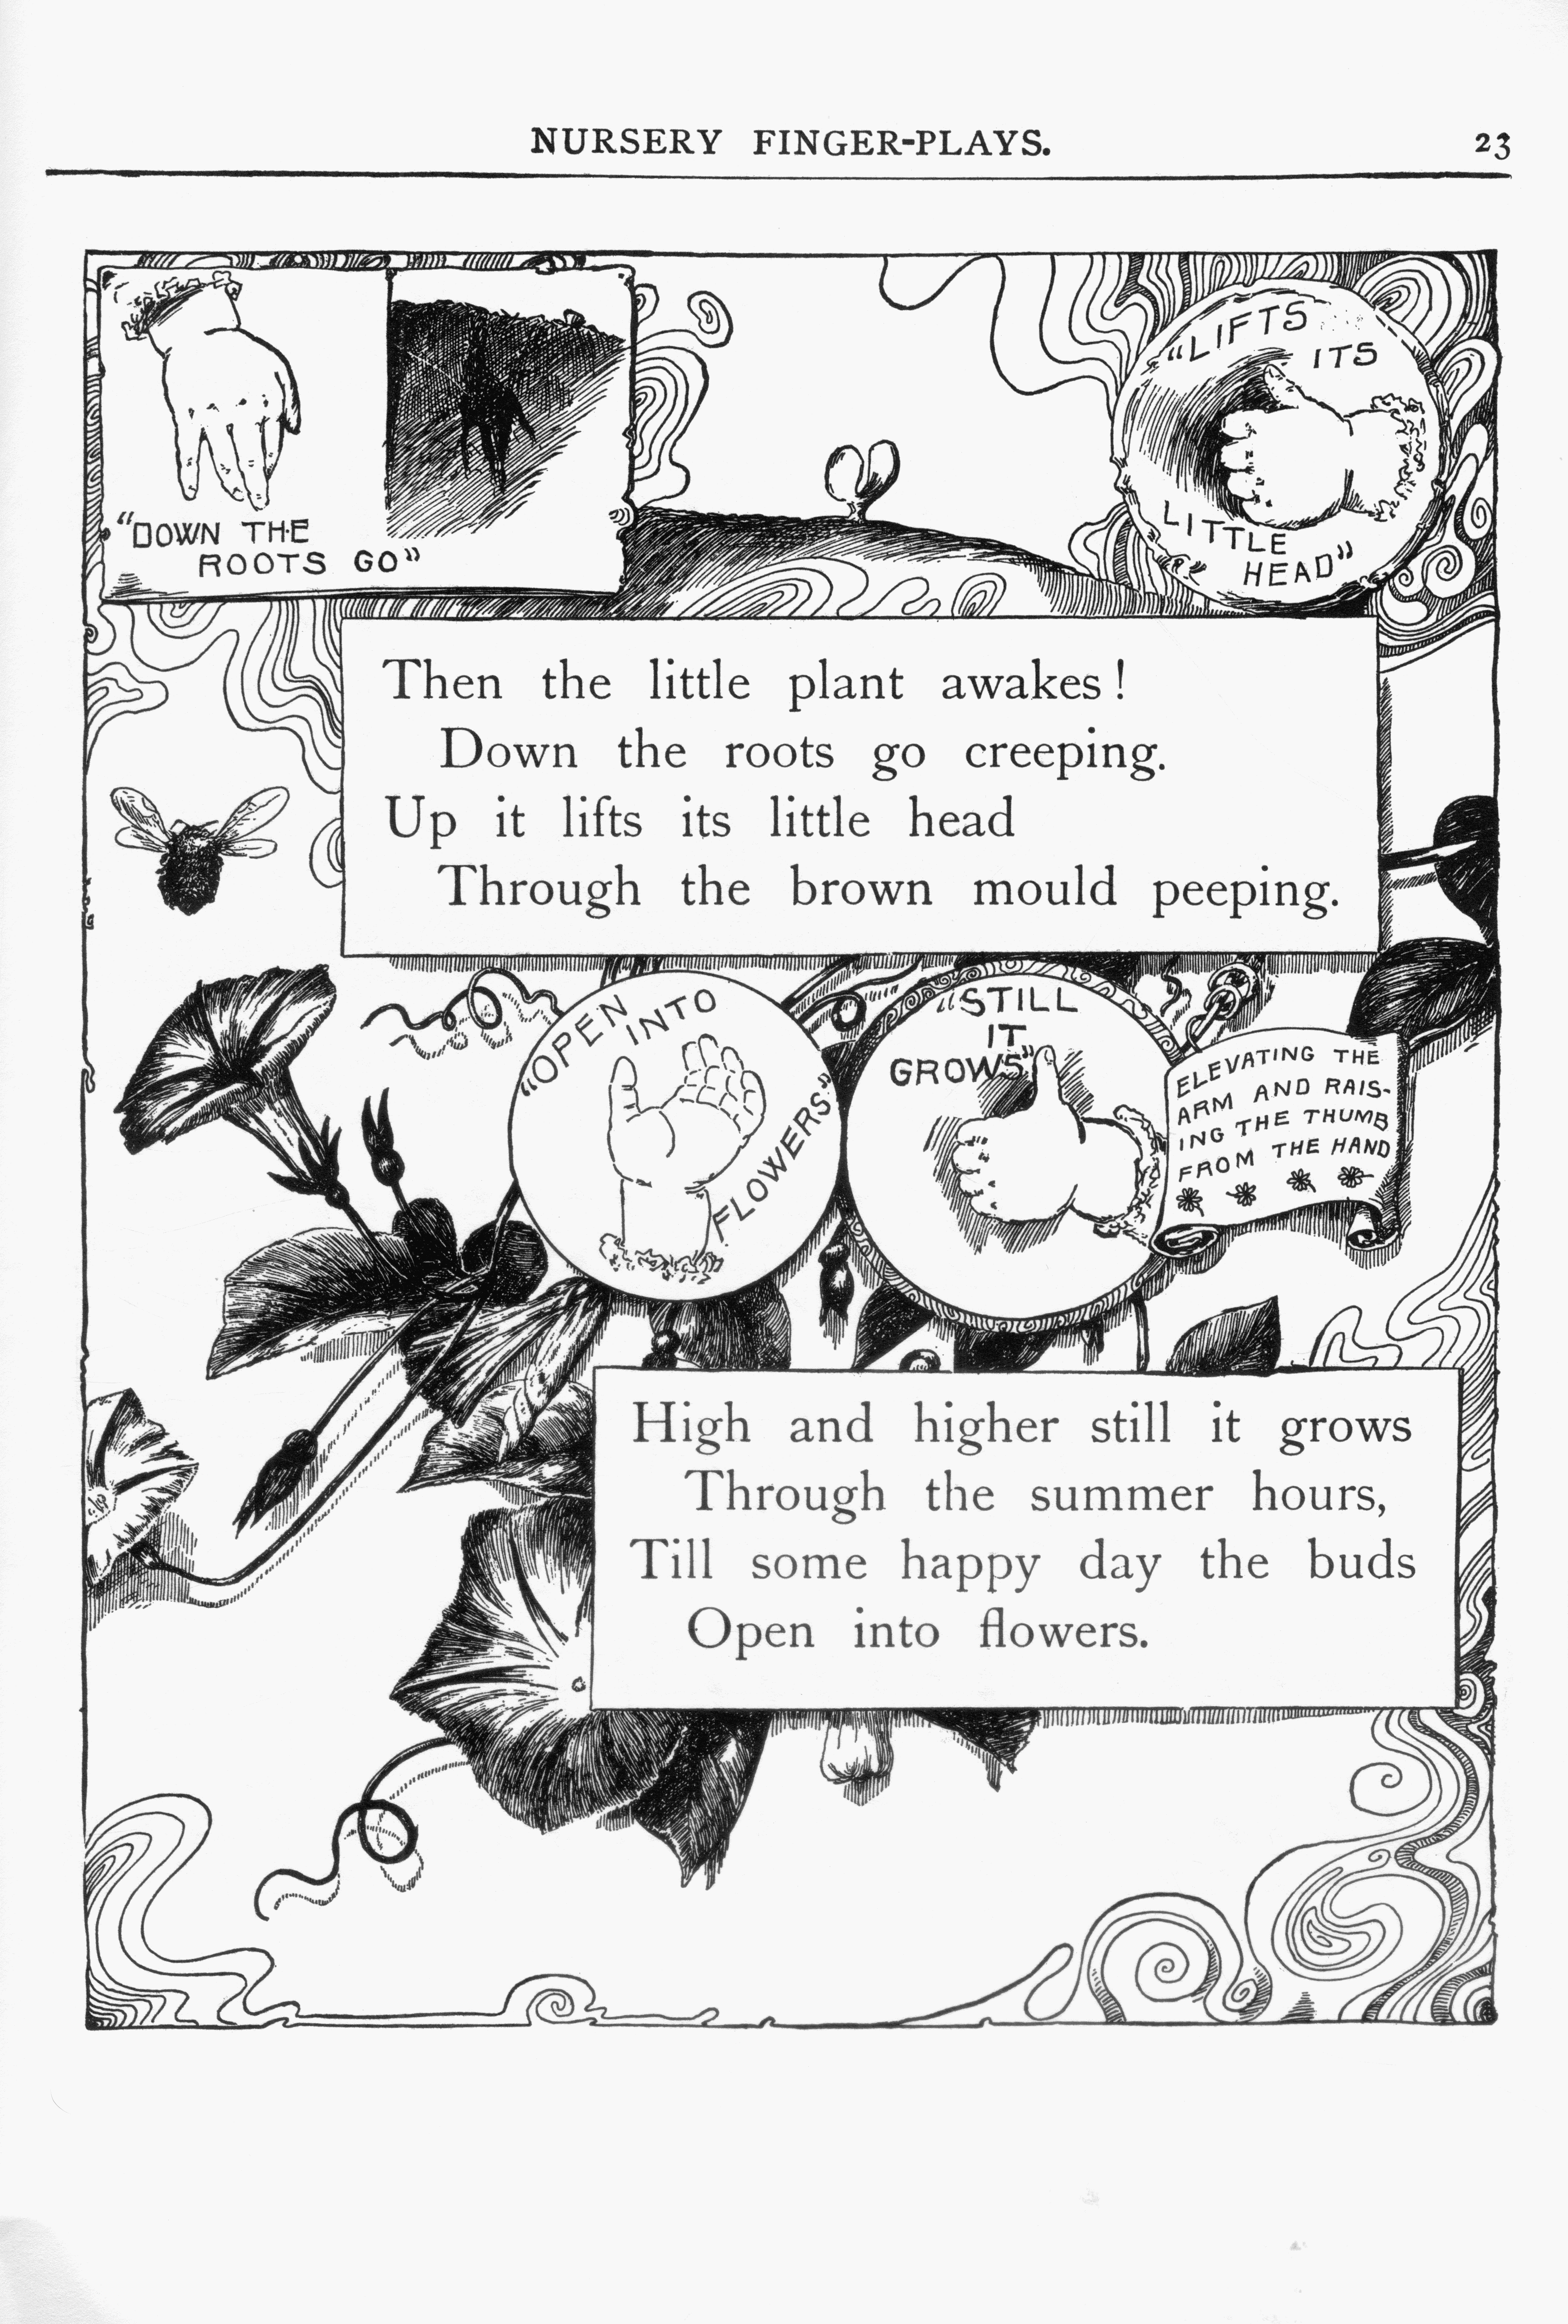 NURSERY FINGER-PLAYS. 23
"DOWN THE
ROOTS GO"
"LIFTS
ITS
LITTLE
HEAD"
Then the little plant awakes!
Down the roots go creeping.
Up it lifts its little head
Through the brown mould peeping.
"OPEN
INTO
FLOWERS"
"STILL
IT
GROWS"
ELEVATING THE
ARM AND RAIS-
ING THE THUMB
FROM THE HAND
High and higher still it grows
Through the summer hours,
Till some happy day the buds
Open into flowers.